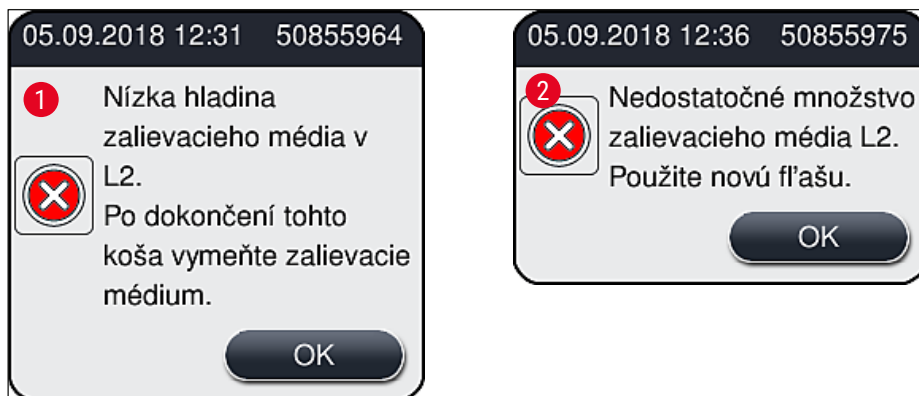 05.09.2018 12:31 50855964
1
Nízka hladina
zalievacieho média v
L2.
Po dokončení tohto
koša vymeňte zalievacie
médium.
OK
05.09.2018 12:36 50855975
2
Nedostatočné množstvo
zalievacieho média L2.
Použite novú fľašu.
OK